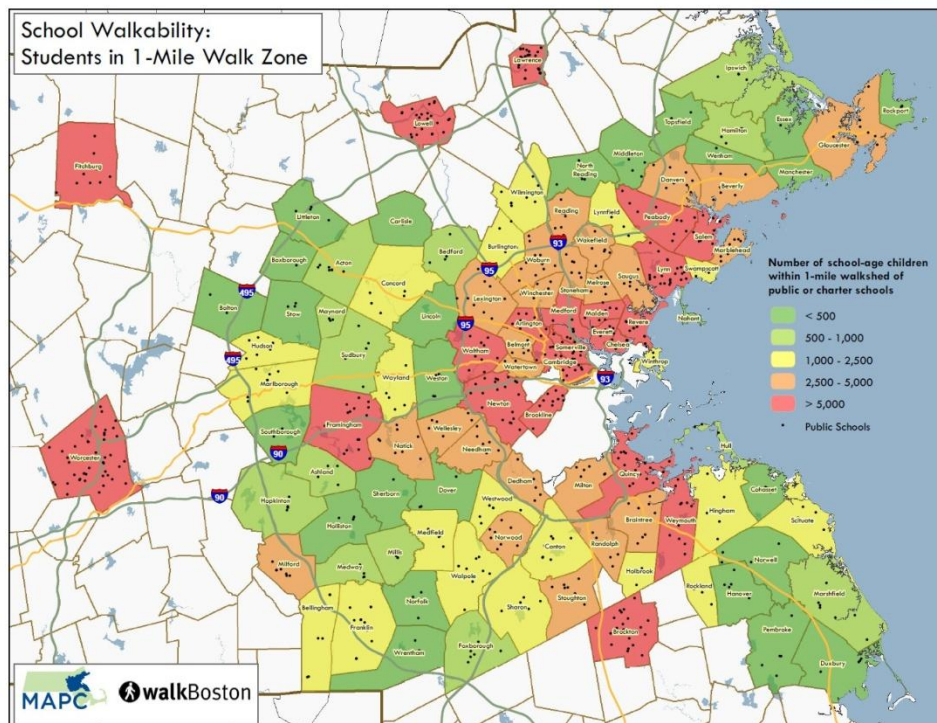 School Walkability:
Students in 1-Mile Walk Zone
Lawrence
Lowell
Fitchburg
Ipswich
Rockport
Essex
Topsfield
Hamilton
Gloucester
Middleton
Wenham
Manchester
North
Reading
Danvers
Beverly
Wilmington
Reading
Lynnfield
Peabody
Littleton
Carlisle
Burlington
93
Wakefield
Salem
Marblehead
Boxborough
Acton
Bedford
95
Woburn
Lynn
Swampscott
Concord
Saugus
Lexington
Winchester
Stoneham
Melrose
495
Bolton
Stow
Maynard
Lincoln
95
Arlington
Medford
Malden
Revere
Nahant
Everett
Hudson
Sudbury
Waltham
Belmont
Somerville
Chelsea
495
Marlborough
Wayland
Weston
Watertown
Cambridge
93
Winthrop
Newton
Brookline
Southborough
Framingham
Worcester
90
Natick
Wellesley
Needham
Ashland
90
Hopkinton
Sherborn
Dover
Dedham
Milton
Quincy
Hull
Westwood
Cohasset
Holliston
Medfield
Norwood
Canton
Randolph
Braintree
Weymouth
Hingham
Scituate
Milford
Medway
Millis
Walpole
Holbrook
Norwell
Bellingham
Franklin
Norfolk
Sharon
Stoughton
Rockland
Hanover
Marshfield
Wrentham
Foxborough
Brockton
Pembroke
Duxbury
Number of school-age children
within 1-mile walkshed of
public or charter schools
< 500
500 - 1,000
1,000 - 2,500
2,500 - 5,000
> 5,000
Public Schools
MAPC
walkBoston